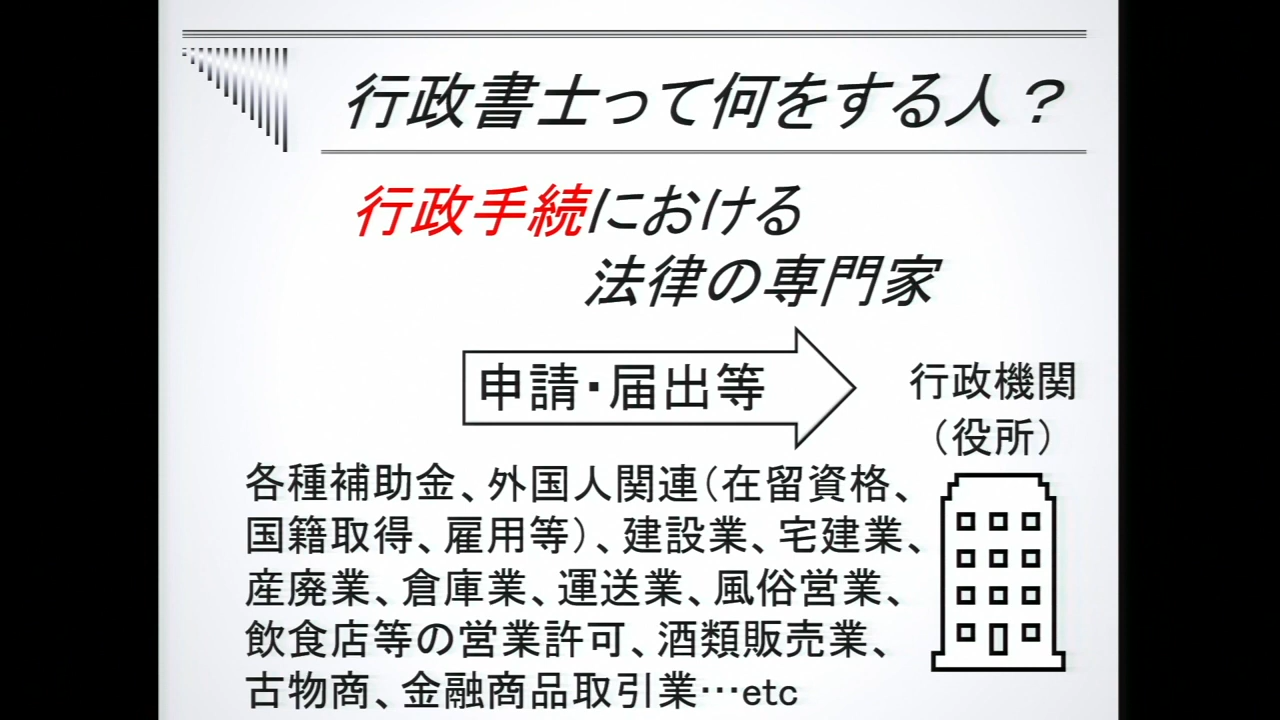 行政書士って何をする人？
行政手続における
法律の専門家
申請・届出等
行政機関
（役所）
各種補助金、外国人関連（在留資格、
国籍取得、雇用等）、建設業、宅建業、
産廃業、倉庫業、運送業、風俗営業、
飲食店等の営業許可、酒類販売業、
古物商、金融商品取引業…etc